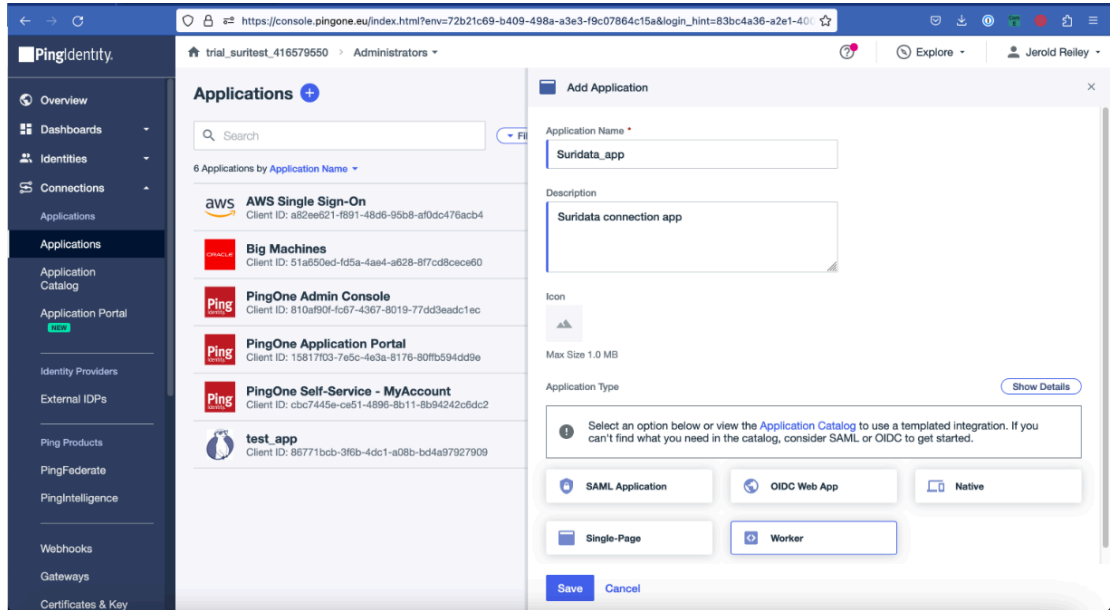 https://console.pingone.eu/index.html?env=72b21c69-b409-498a-a3e3-f9c07864c15a&login_hint=83bc4a36-a2e1-40
PingIdentity.
trial_suritest_416579550 > Administrators
Explore
Jerold Reiley
Overview
Dashboards
Identities
Connections
Applications
Applications
Application
Catalog
Application Portal
NEW
Identity Providers
External IDPs
Ping Products
PingFederate
PingIntelligence
Webhooks
Gateways
Certificates & Key
Applications
Search
Fil
6 Applications by Application Name
aws
AWS Single Sign-On
Client ID: a82ee621-f891-48d6-95b8-af0dc476acb4
ORACLE
Big Machines
Client ID: 51a650ed-fd5a-4ae4-a628-8f7cd8cece60
Ping
Identity
PingOne Admin Console
Client ID: 810af90f-fc67-4367-8019-77dd3eadc1ec
Ping
Identity
PingOne Application Portal
Client ID: 15817f03-7e5c-4e3a-8176-80ffb594dd9e
Ping
Identity
PingOne Self-Service - MyAccount
Client ID: cbc7445e-ce51-4896-8b11-8b94242c6dc2
test_app
Client ID: 86771bcb-3f6b-4dc1-a08b-bd4a97927909
Add Application
Application Name *
Suridata_app
Description
Suridata connection app
Icon
Max Size 1.0 MB
Application Type
Show Details
Select an option below or view the Application Catalog to use a templated integration. If you
can't find what you need in the catalog, consider SAML or OIDC to get started.
SAML Application
OIDC Web App
Native
Single-Page
Worker
Save
Cancel